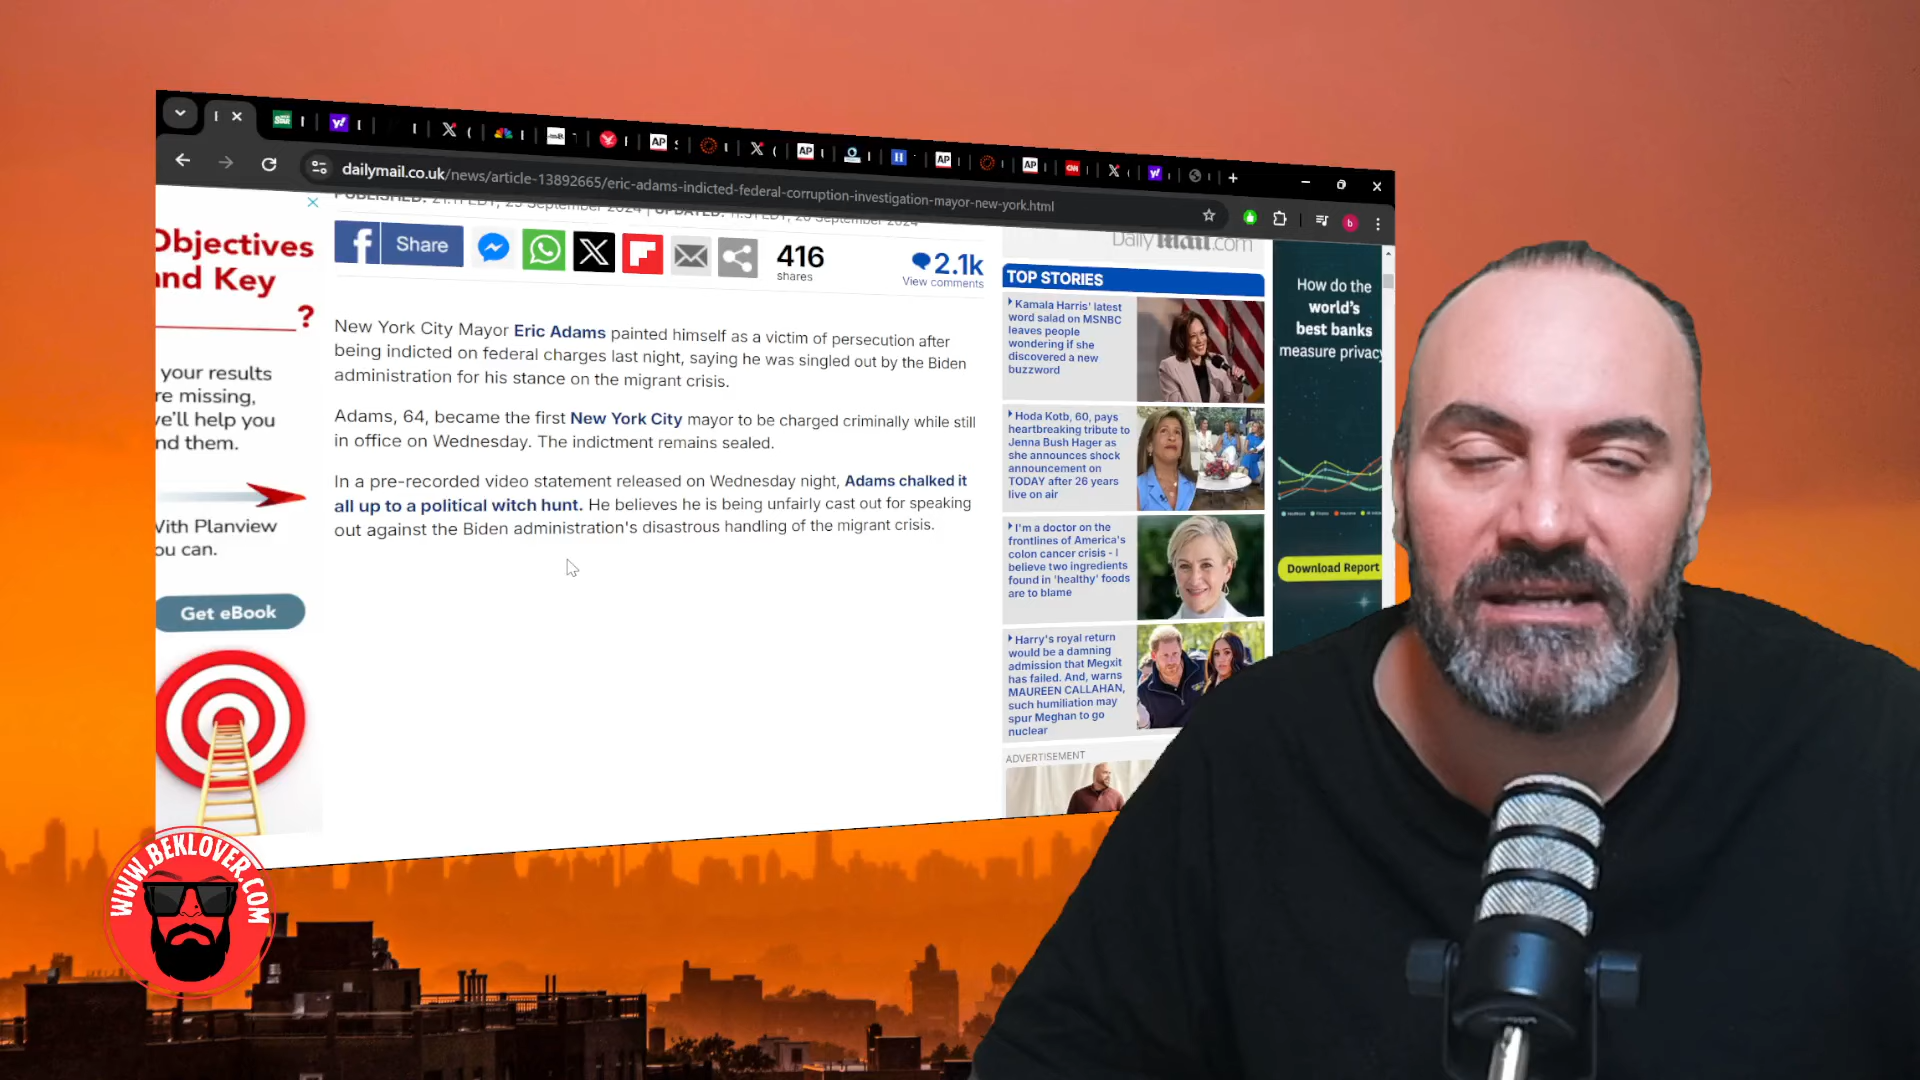 dailymail.co.uk/news/article-13892665/eric-adams-indicted-federal-corruption-investigation-mayor-new-york.html
Objectives
and Key
?
your results
re missing,
we'll help you
nd them.
With Planview
ou can.
Get eBook
Share
416
shares
2.1k
View comments
New York City Mayor Eric Adams painted himself as a victim of persecution after
being indicted on federal charges last night, saying he was singled out by the Biden
administration for his stance on the migrant crisis.
Adams, 64, became the first New York City mayor to be charged criminally while still
in office on Wednesday. The indictment remains sealed.
In a pre-recorded video statement released on Wednesday night, Adams chalked it
all up to a political witch hunt. He believes he is being unfairly cast out for speaking
out against the Biden administration's disastrous handling of the migrant crisis.
DailyMail.com
TOP STORIES
Kamala Harris' latest
word salad on MSNBC
leaves people
wondering if she
discovered a new
buzzword
Hoda Kotb, 60, pays
heartbreaking tribute to
Jenna Bush Hager as
she announces shock
announcement on
TODAY after 26 years
live on air
I'm a doctor on the
frontlines of America's
colon cancer crisis - I
believe two ingredients
found in 'healthy' foods
are to blame
Harry's royal return
would be a damning
admission that Megxit
has failed. And, warns
MAUREEN CALLAHAN,
such humiliation may
spur Meghan to go
nuclear
ADVERTISEMENT
How do the
world's
best banks
measure privacy
Download Report
WWW.BEKLOVER.COM